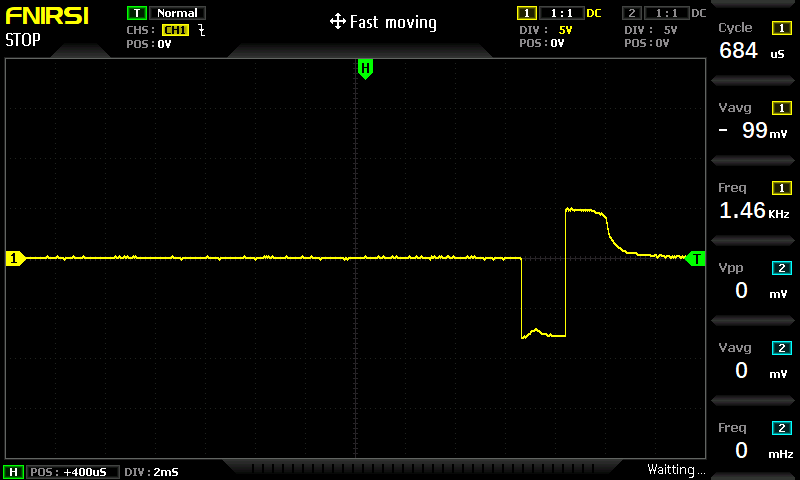 FNIRSI
STOP
T Normal
CHS: CH1
POS: 0V
Fast moving
1 1:1 DC
DIV: 5V
POS: 0V
2 1:1 DC
DIV: 5V
POS: 0V
H
1
T
Cycle 1
684 uS
Vavg 1
- 99 mV
Freq 1
1.46 KHz
Vpp 2
0 mV
Vavg 2
0 mV
Freq 2
0 mHz
H POS: +400uS DIV: 2mS
Waitting...